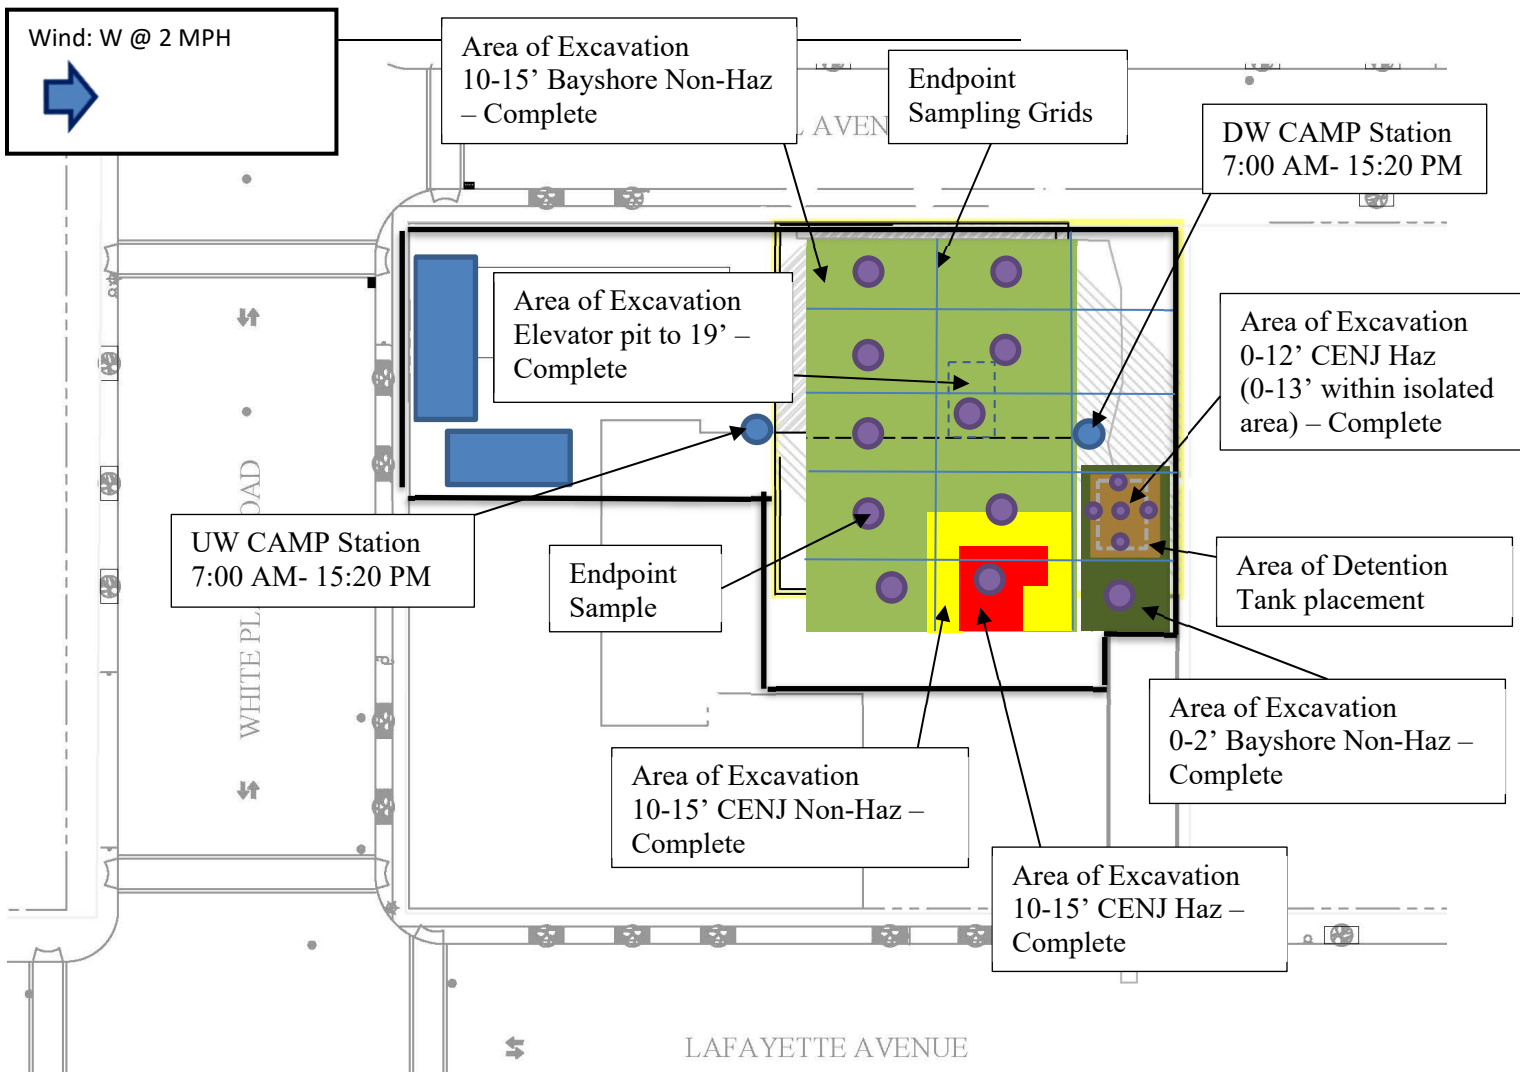 Wind: W @ 2 MPH
Area of Excavation
10-15’ Bayshore Non-Haz
– Complete
Endpoint
Sampling Grids
DW CAMP Station
7:00 AM- 15:20 PM
Area of Excavation
Elevator pit to 19’ –
Complete
Area of Excavation
0-12’ CENJ Haz
(0-13’ within isolated
area) – Complete
UW CAMP Station
7:00 AM- 15:20 PM
Endpoint
Sample
Area of Detention
Tank placement
Area of Excavation
0-2’ Bayshore Non-Haz –
Complete
Area of Excavation
10-15’ CENJ Non-Haz –
Complete
Area of Excavation
10-15’ CENJ Haz –
Complete
WHITE
LAFAYETTE AVENUE